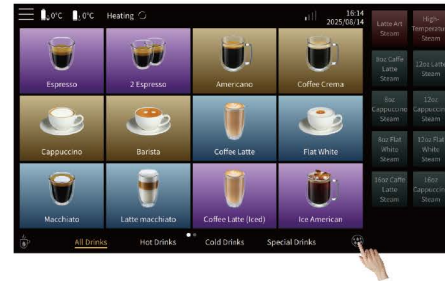 0°C 0°C Heating
16:14
2025/08/14
Espresso
2 Espresso
Americano
Coffee Crema
Cappuccino
Barista
Coffee Latte
Flat White
Macchiato
Latte macchiato
Coffee Latte (Iced)
Ice American
All Drinks
Hot Drinks
Cold Drinks
Special Drinks
Latte Art
Steam
High-
Temperatu
Steam
8oz Caffe
Latte
Steam
12oz Latte
Steam
8oz
Cappuccino
Steam
12oz
Cappuccin
Steam
8oz Flat
White
Steam
12oz Flat
White
Steam
16oz Caffe
Latte
Steam
16oz
Cappuccin
Steam